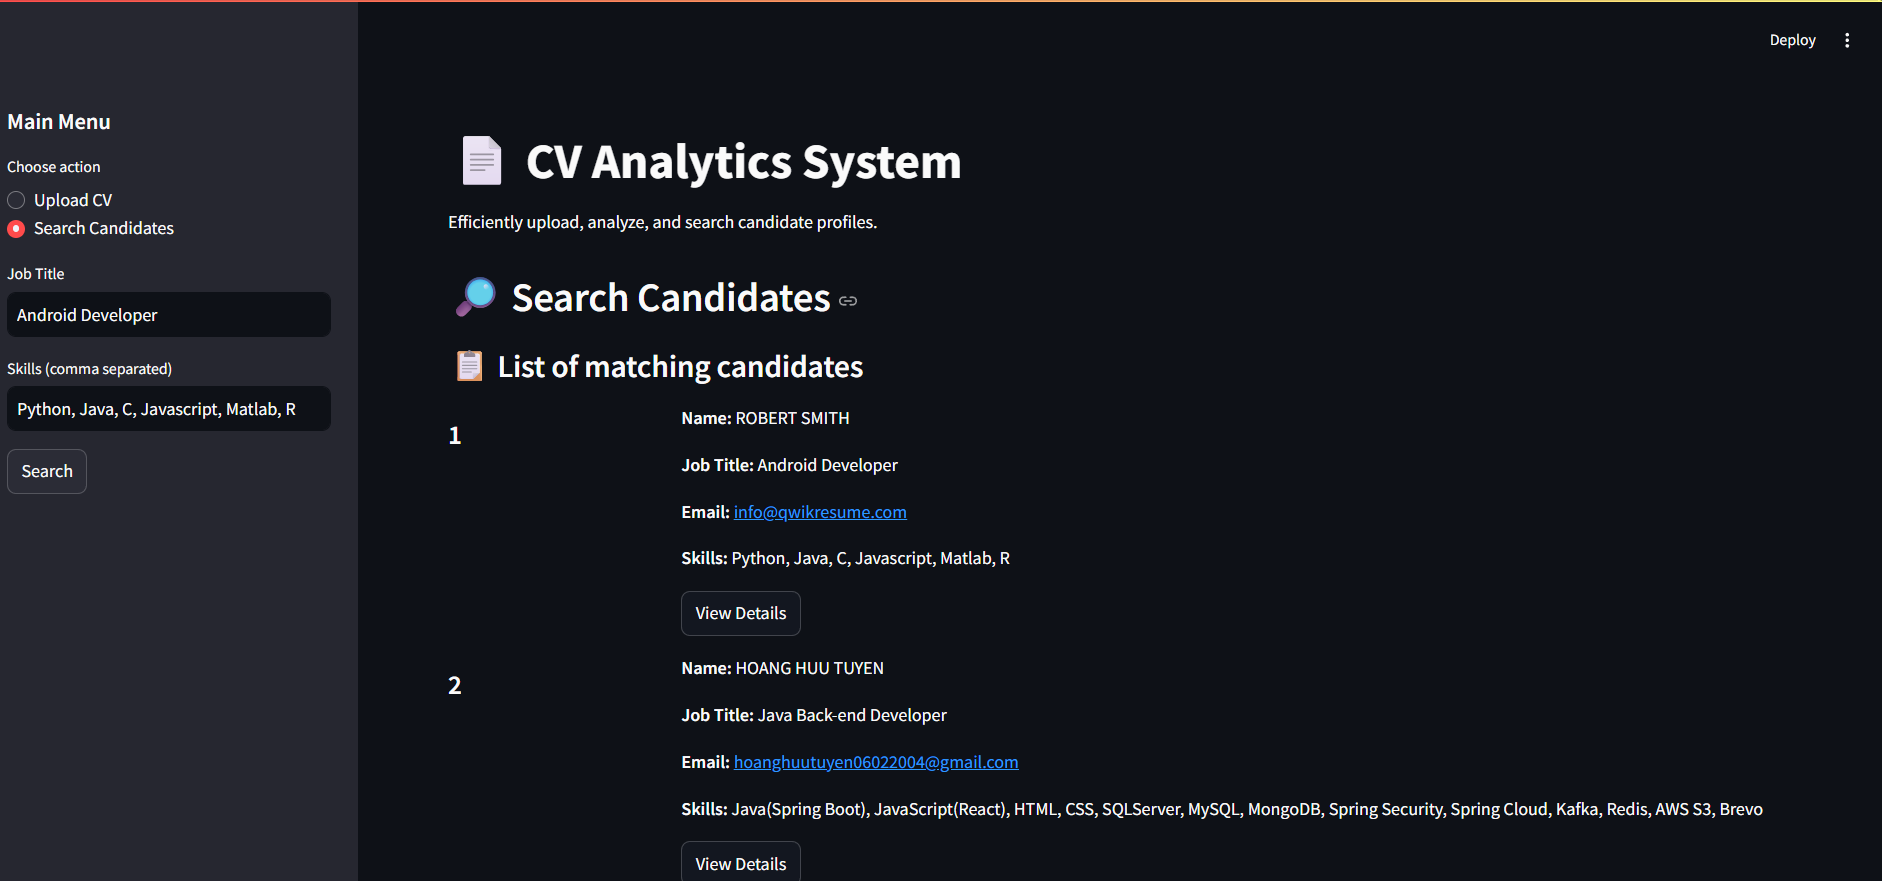 Deploy
Main Menu
Choose action
Upload CV
Search Candidates
Job Title
Android Developer
Skills (comma separated)
Python, Java, C, Javascript, Matlab, R
Search
CV Analytics System
Efficiently upload, analyze, and search candidate profiles.
Search Candidates
List of matching candidates
1
Name: ROBERT SMITH
Job Title: Android Developer
Email: info@qwikresume.com
Skills: Python, Java, C, Javascript, Matlab, R
View Details
2
Name: HOANG HUU TUYEN
Job Title: Java Back-end Developer
Email: hoanghuutuyen06022004@gmail.com
Skills: Java(Spring Boot), JavaScript(React), HTML, CSS, SQLServer, MySQL, MongoDB, Spring Security, Spring Cloud, Kafka, Redis, AWS S3, Brevo
View Details